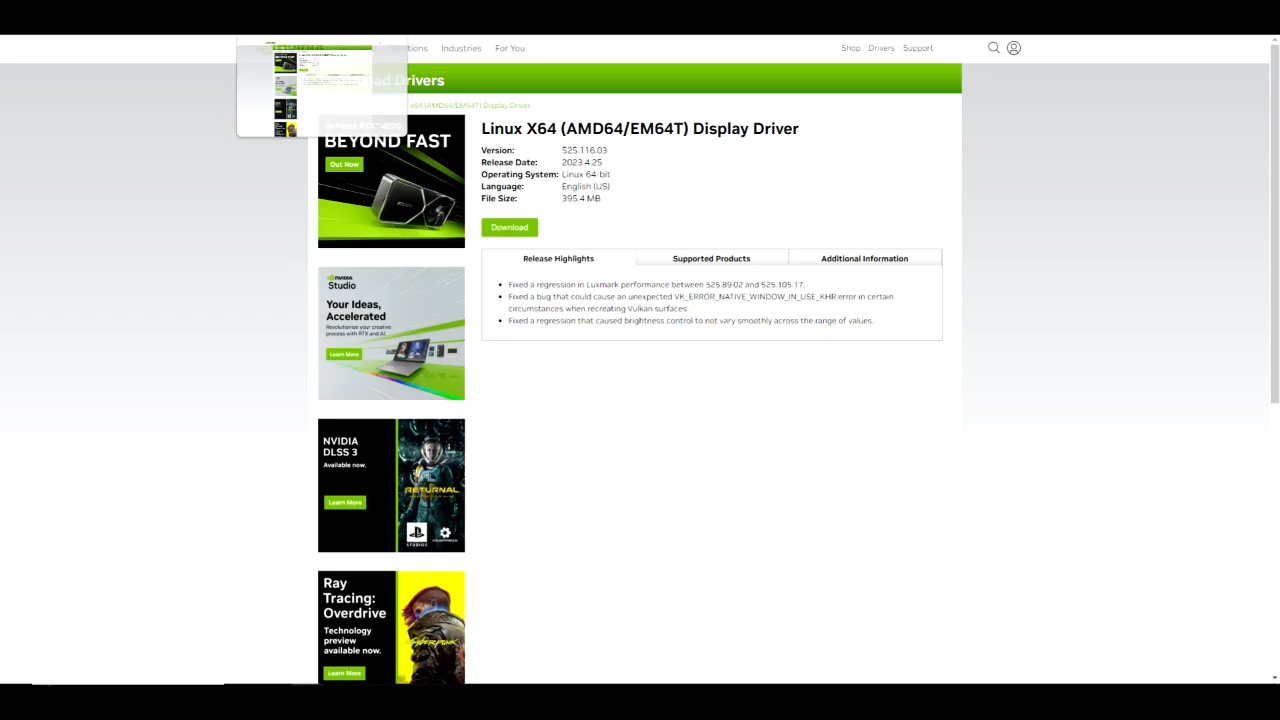 Industries
For You
Shop
Drivers
Support
Drivers
x64 (AMD64/EM64T) Display Driver
BEYOND FAST
Out Now
NVIDIA
Studio
Your Ideas,
Accelerated
Revolutionize your creative
process with RTX and AI.
Learn More
NVIDIA
DLSS 3
Available now.
Learn More
RETURNAL
STUDIOS
Ray
Tracing:
Overdrive
Technology
preview
available now.
Learn More
CYBERPUNK
Linux X64 (AMD64/EM64T) Display Driver
Version: 525.116.03
Release Date: 2023.4.25
Operating System: Linux 64-bit
Language: English (US)
File Size: 395.4 MB
Download
Release Highlights
Supported Products
Additional Information
Fixed a regression in Luxmark performance between 525.89.02 and 525.105.17.
Fixed a bug that could cause an unexpected VK_ERROR_NATIVE_WINDOW_IN_USE_KHR error in certain
circumstances when recreating Vulkan surfaces.
Fixed a regression that caused brightness control to not vary smoothly across the range of values.